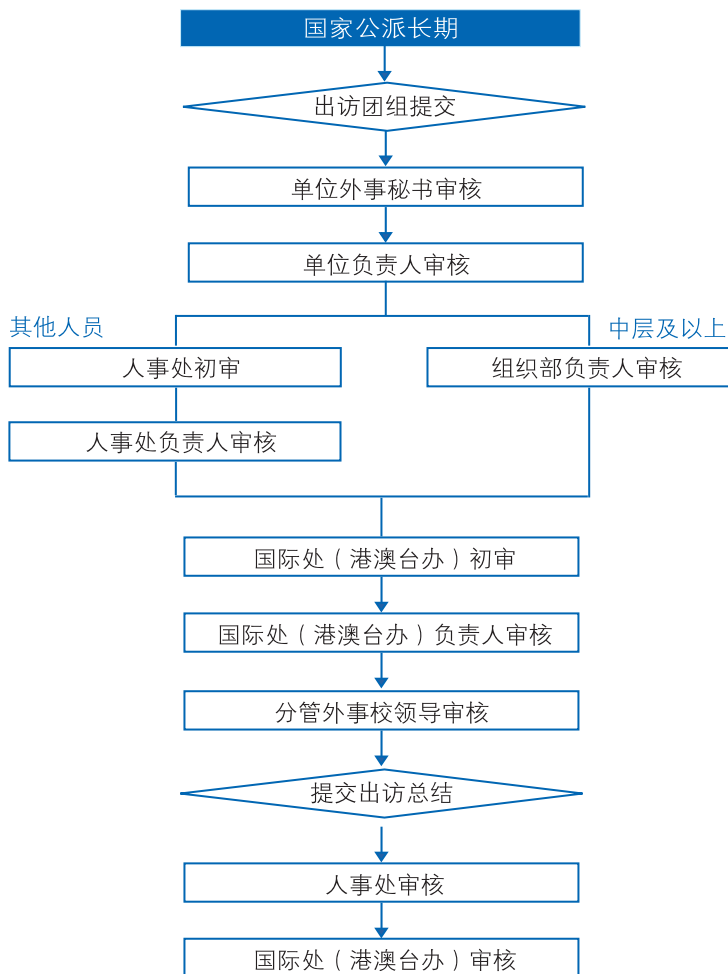 国家公派长期
出访团组提交
单位外事秘书审核
单位负责人审核
其他人员
中层及以上
人事处初审
组织部负责人审核
人事处负责人审核
国际处（港澳台办）初审
国际处（港澳台办）负责人审核
分管外事校领导审核
提交出访总结
人事处审核
国际处（港澳台办）审核